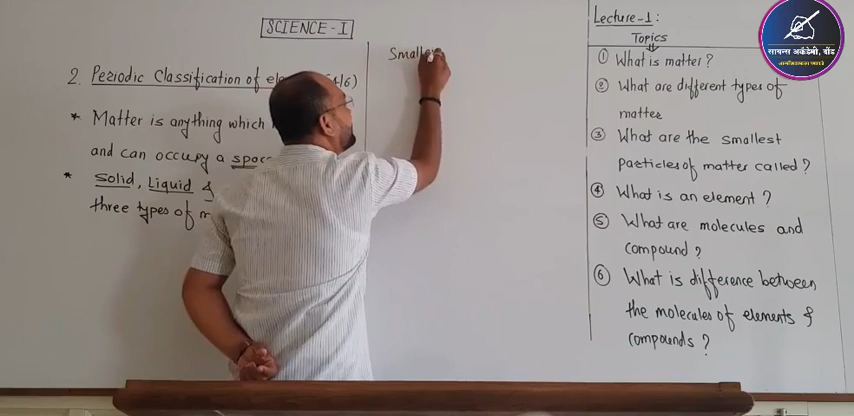 SCIENCE - I
2. Periodic Classification of
* Matter is anything which
and can occupy a
* Solid, Liquid &
three types of
Lecture-1:
Topics
① What is matter?
② What are different types of
matter
③ What are the smallest
particles of matter called?
④ What is an element?
⑤ What are molecules and
compound?
⑥ What is difference between
the molecules of elements &
compounds?